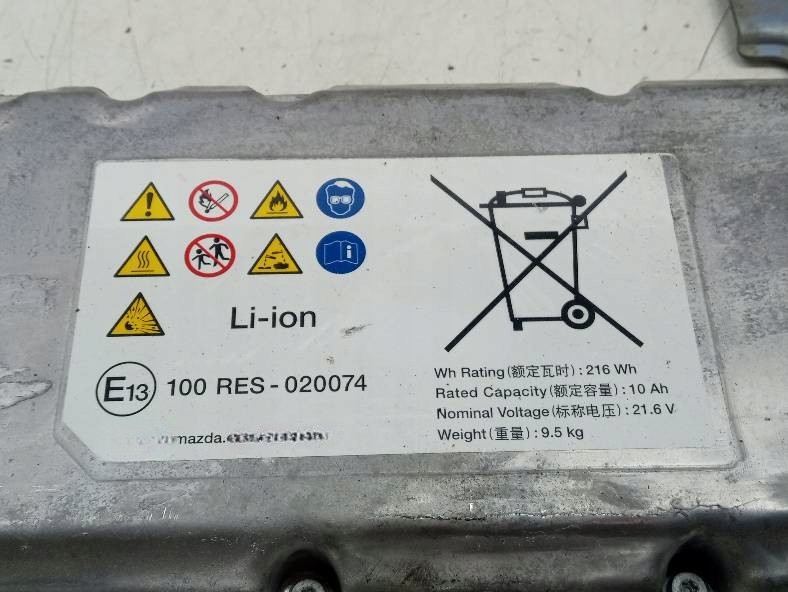 Li-ion
E13 100 RES - 020074
mazda.
Wh Rating(额定瓦时) : 216 Wh
Rated Capacity(额定容量) : 10 Ah
Nominal Voltage(标称电压) : 21.6 V
Weight(重量) : 9.5 kg